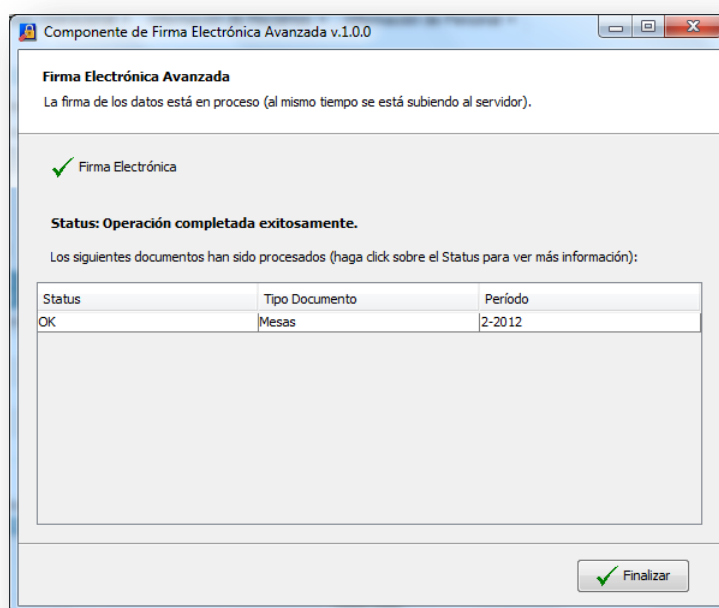 Componente de Firma Electrónica Avanzada v.1.0.0
Firma Electrónica Avanzada
La firma de los datos está en proceso (al mismo tiempo se está subiendo al servidor).
Firma Electrónica
Status: Operación completada exitosamente.
Los siguientes documentos han sido procesados (haga click sobre el Status para ver más información):
Status Tipo Documento Período
OK Mesas 2-2012
Finalizar